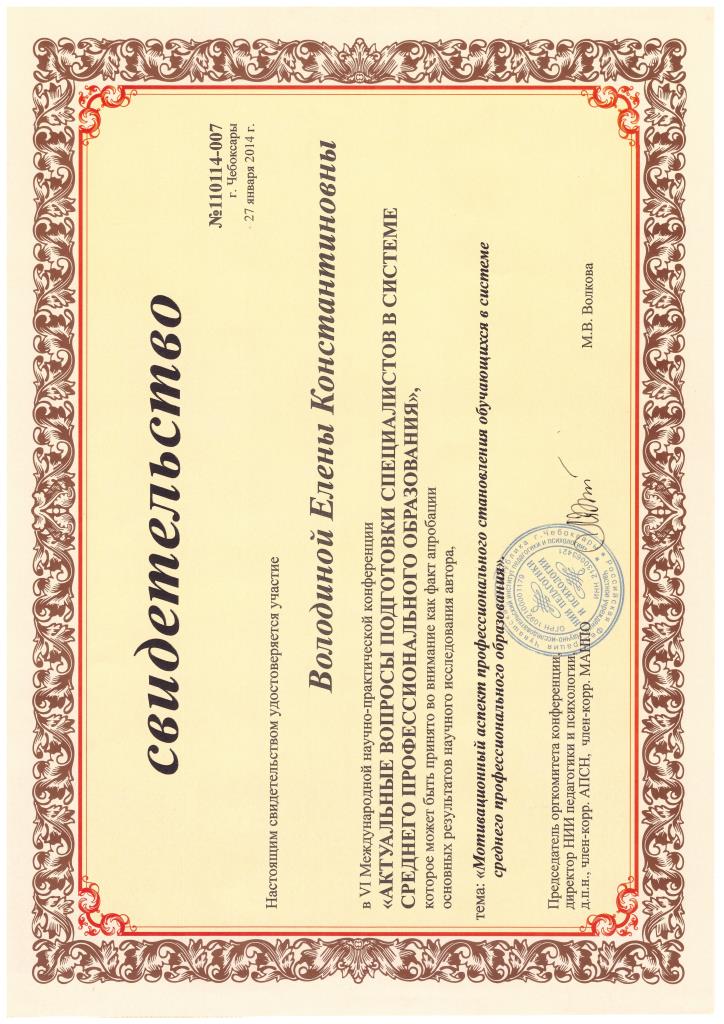 свидетельство
№110114-007
г. Чебоксары
27 января 2014 г.
Настоящим свидетельством удостоверяется участие
Володиной Елены Константиновны
в VI Международной научно-практической конференции
«АКТУАЛЬНЫЕ ВОПРОСЫ ПОДГОТОВКИ СПЕЦИАЛИСТОВ В СИСТЕМЕ
СРЕДНЕГО ПРОФЕССИОНАЛЬНОГО ОБРАЗОВАНИЯ»,
которое может быть принято во внимание как факт апробации
основных результатов научного исследования автора,
тема: «Мотивационный аспект профессионального становления обучающихся в системе
среднего профессионального образования».
Председатель оргкомитета конференции,
директор НИИ педагогики и психологии,
д.п.н., член-корр. АПСН, член-корр. МАНПО
М.В. Волкова
НИИ ПЕДАГОГИКИ
И ПСИХОЛОГИИ